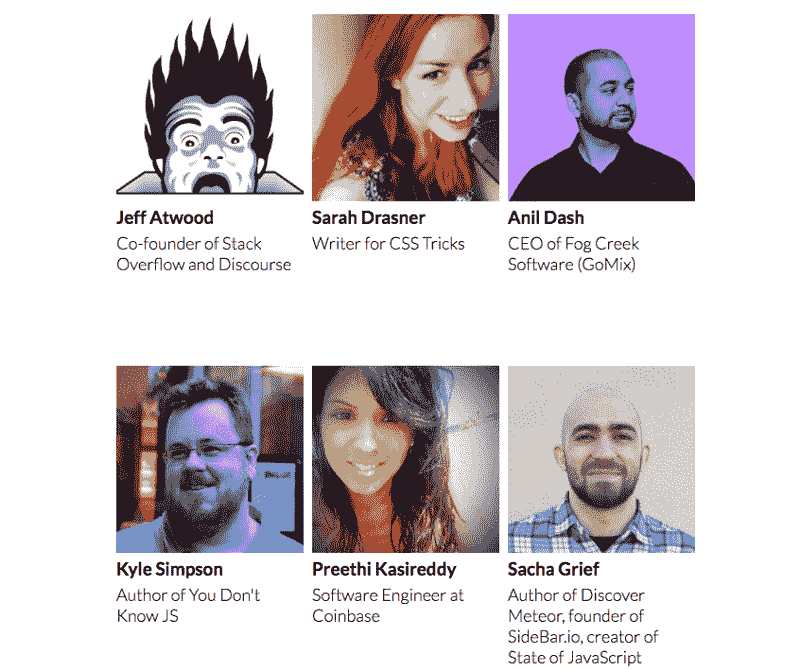 Jeff Atwood
Co-founder of Stack
Overflow and Discourse
Sarah Drasner
Writer for CSS Tricks
Anil Dash
CEO of Fog Creek
Software (GoMix)
Kyle Simpson
Author of You Don't
Know JS
Preethi Kasireddy
Software Engineer at
Coinbase
Sacha Grief
Author of Discover
Meteor, founder of
SideBar.io, creator of
State of JavaScript